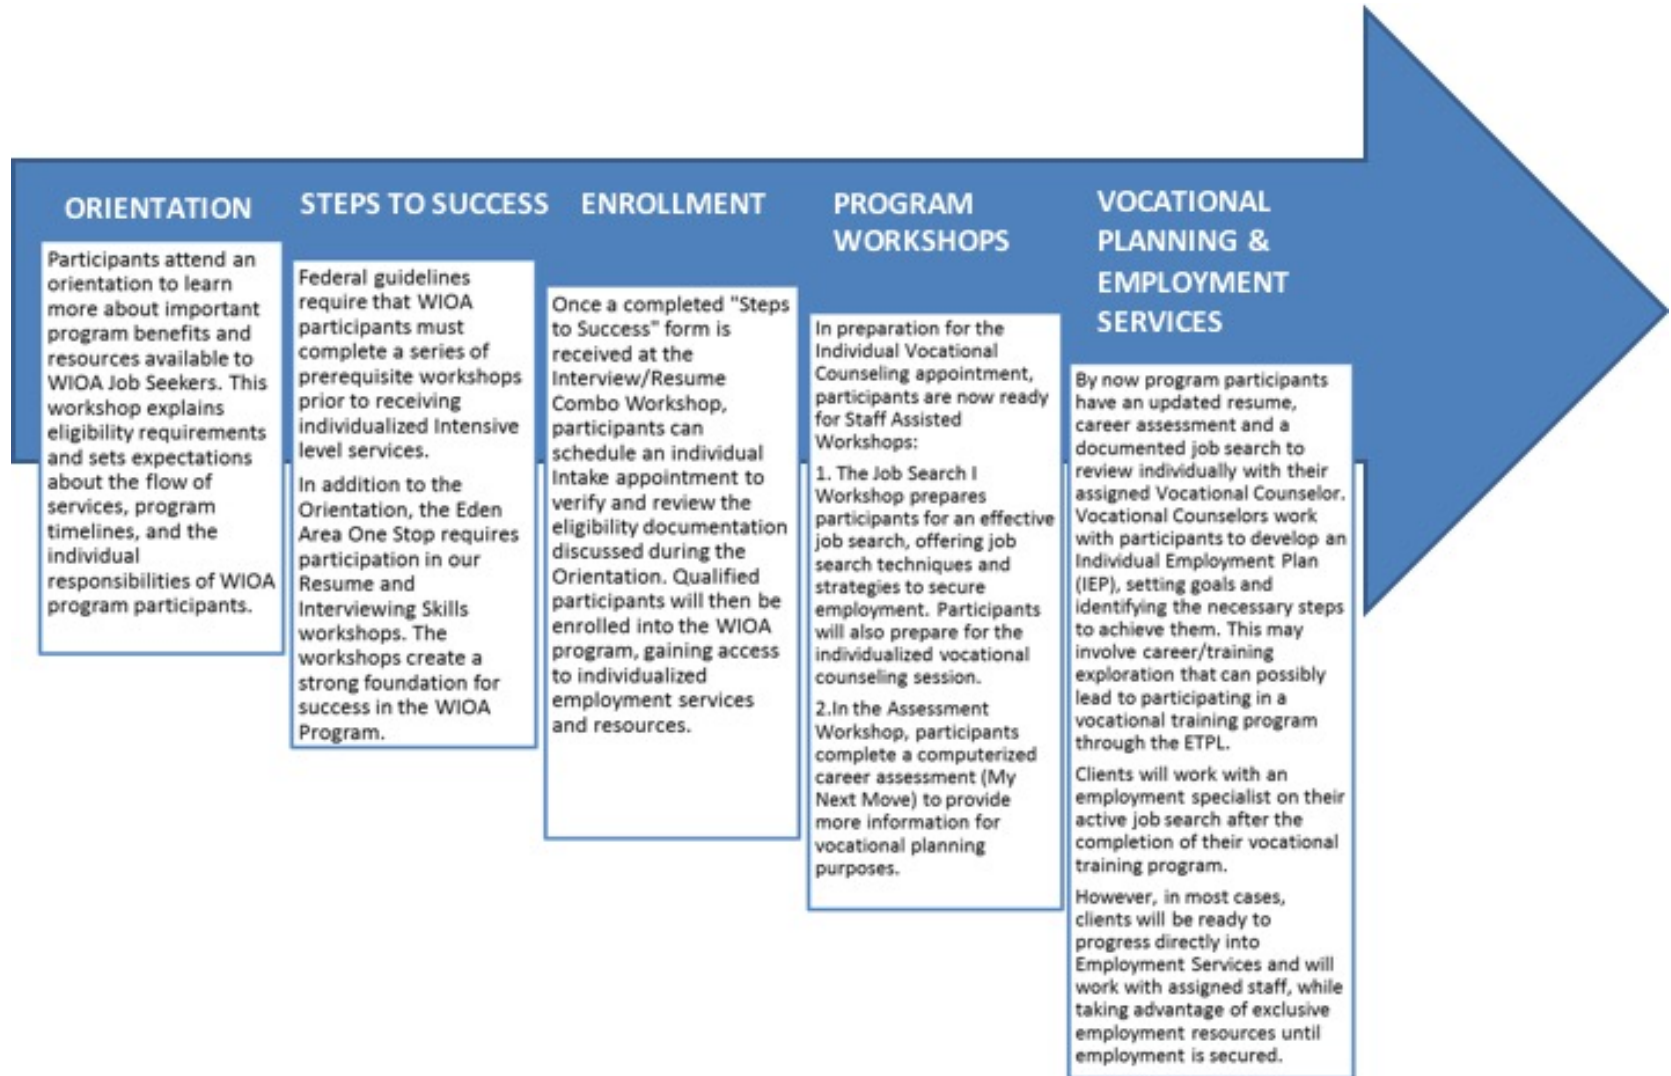 ORIENTATION
Participants attend an
orientation to learn
more about important
program benefits and
resources available to
WIOA Job Seekers. This
workshop explains
eligibility requirements
and sets expectations
about the flow of
services, program
timelines, and the
individual
responsibilities of WIOA
program participants.
STEPS TO SUCCESS
Federal guidelines
require that WIOA
participants must
complete a series of
prerequisite workshops
prior to receiving
individualized Intensive
level services.
In addition to the
Orientation, the Eden
Area One Stop requires
participation in our
Resume and
Interviewing Skills
workshops. The
workshops create a
strong foundation for
success in the WIOA
Program.
ENROLLMENT
Once a completed "Steps
to Success" form is
received at the
Interview/Resume
Combo Workshop,
participants can
schedule an individual
Intake appointment to
verify and review the
eligibility documentation
discussed during the
Orientation. Qualified
participants will then be
enrolled into the WIOA
program, gaining access
to individualized
employment services
and resources.
PROGRAM
WORKSHOPS
In preparation for the
Individual Vocational
Counseling appointment,
participants are now ready
for Staff Assisted
Workshops:
1. The Job Search I
Workshop prepares
participants for an effective
job search, offering job
search techniques and
strategies to secure
employment. Participants
will also prepare for the
individualized vocational
counseling session.
2.In the Assessment
Workshop, participants
complete a computerized
career assessment (My
Next Move) to provide
more information for
vocational planning
purposes.
VOCATIONAL
PLANNING &
EMPLOYMENT
SERVICES
By now program participants
have an updated resume,
career assessment and a
documented job search to
review individually with their
assigned Vocational Counselor.
Vocational Counselors work
with participants to develop an
Individual Employment Plan
(IEP), setting goals and
identifying the necessary steps
to achieve them. This may
involve career/training
exploration that can possibly
lead to participating in a
vocational training program
through the ETPL.
Clients will work with an
employment specialist on their
active job search after the
completion of their vocational
training program.
However, in most cases,
clients will be ready to
progress directly into
Employment Services and will
work with assigned staff, while
taking advantage of exclusive
employment resources until
employment is secured.